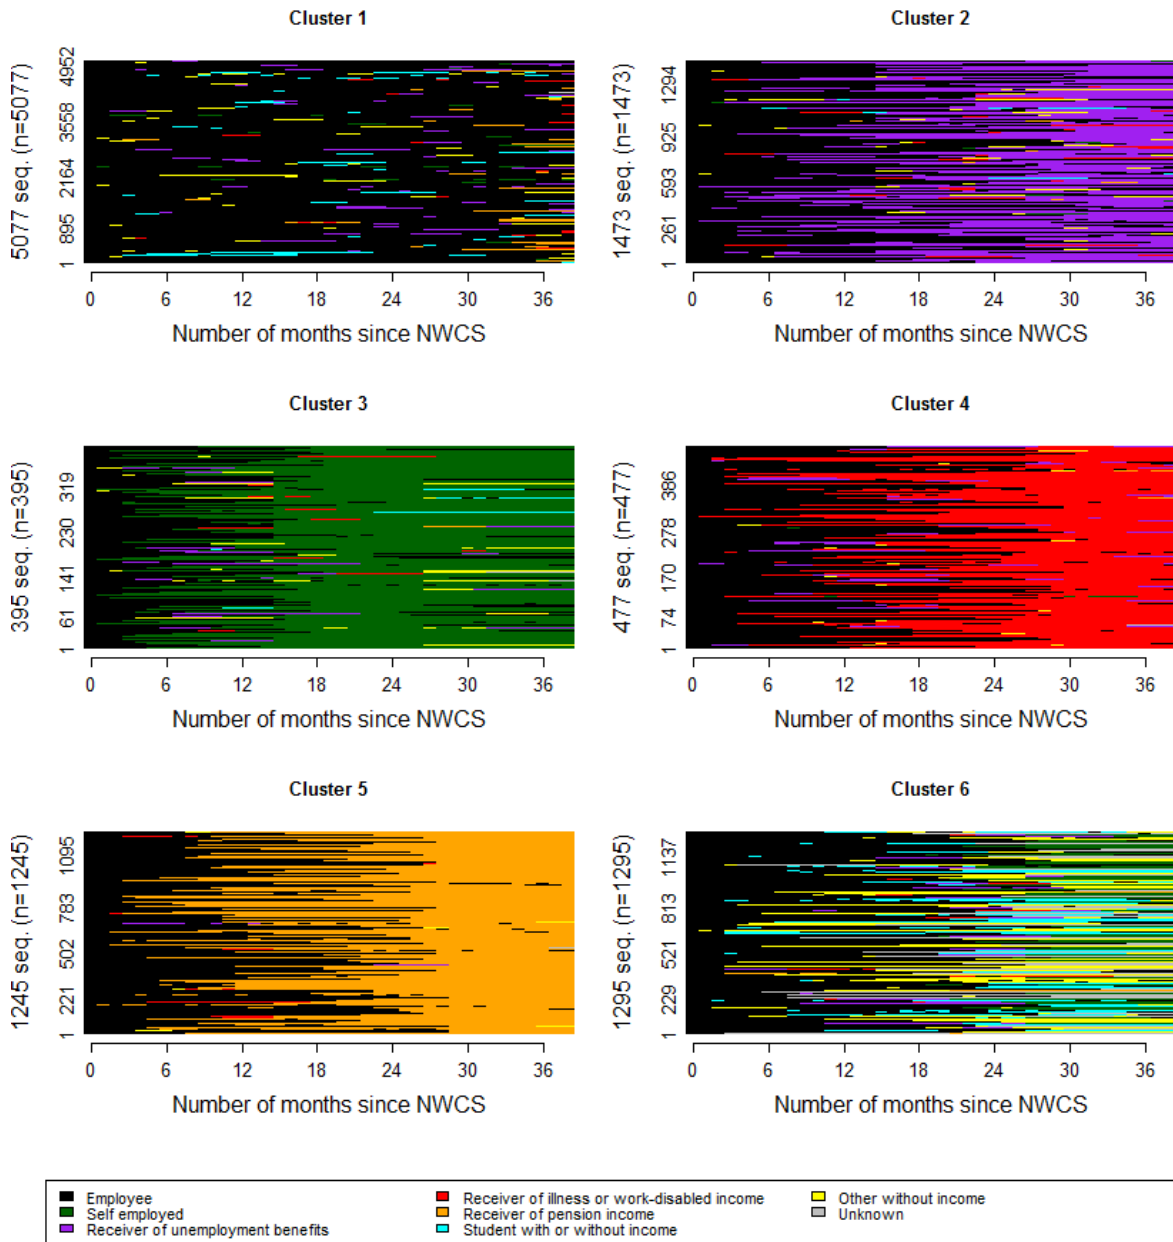 Cluster 1
Cluster 2
5077 seq. (n=5077)
1 895 2164 3558 4952
0 6 12 18 24 30 36
Number of months since NWCS
1473 seq. (n=1473)
1 261 593 925 1294
0 6 12 18 24 30 36
Number of months since NWCS
Cluster 3
Cluster 4
395 seq. (n=395)
1 61 141 230 319
0 6 12 18 24 30 36
Number of months since NWCS
477 seq. (n=477)
1 74 170 278 386
0 6 12 18 24 30 36
Number of months since NWCS
Cluster 5
Cluster 6
1245 seq. (n=1245)
1 221 502 783 1095
0 6 12 18 24 30 36
Number of months since NWCS
1295 seq. (n=1295)
1 229 521 813 1137
0 6 12 18 24 30 36
Number of months since NWCS
Employee
Self employed
Receiver of unemployment benefits
Receiver of illness or work-disabled income
Receiver of pension income
Student with or without income
Other without income
Unknown